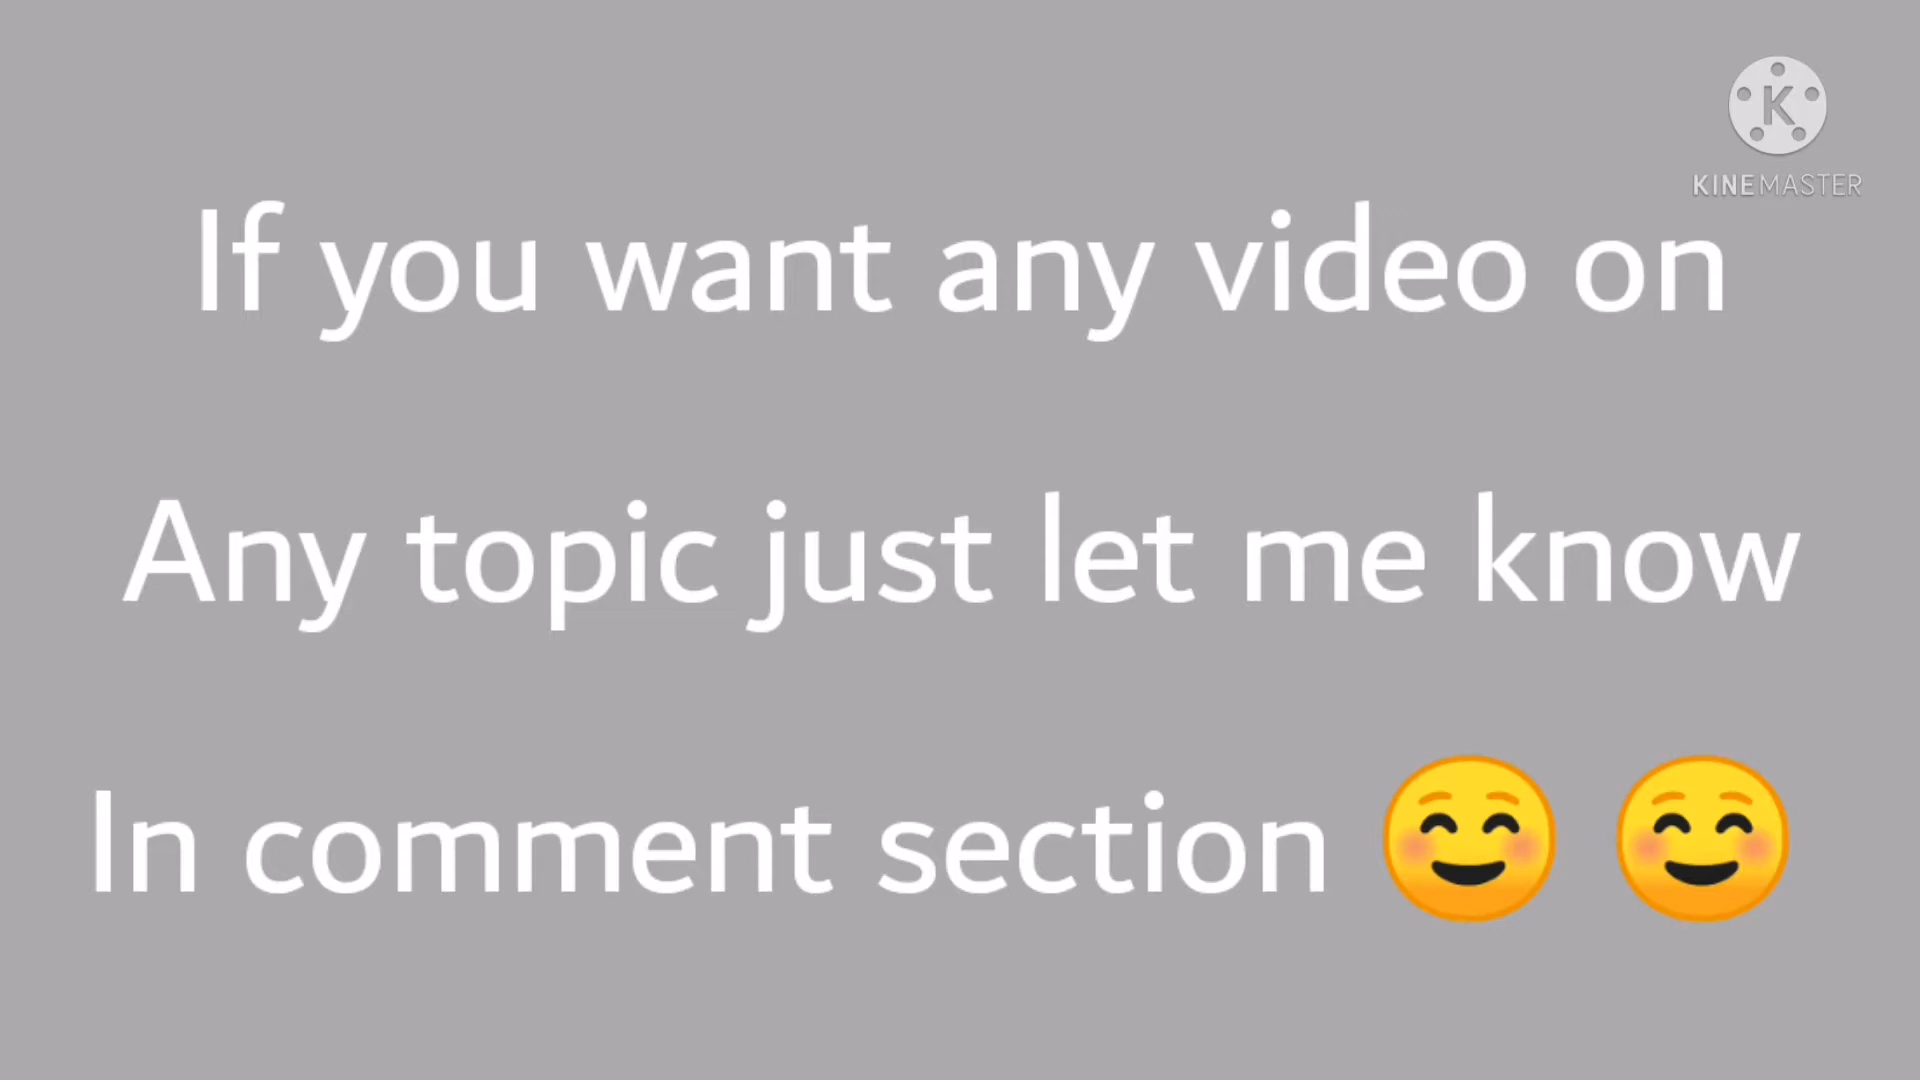 K
KINEMASTER
If you want any video on
Any topic just let me know
In comment section ☺️ ☺️